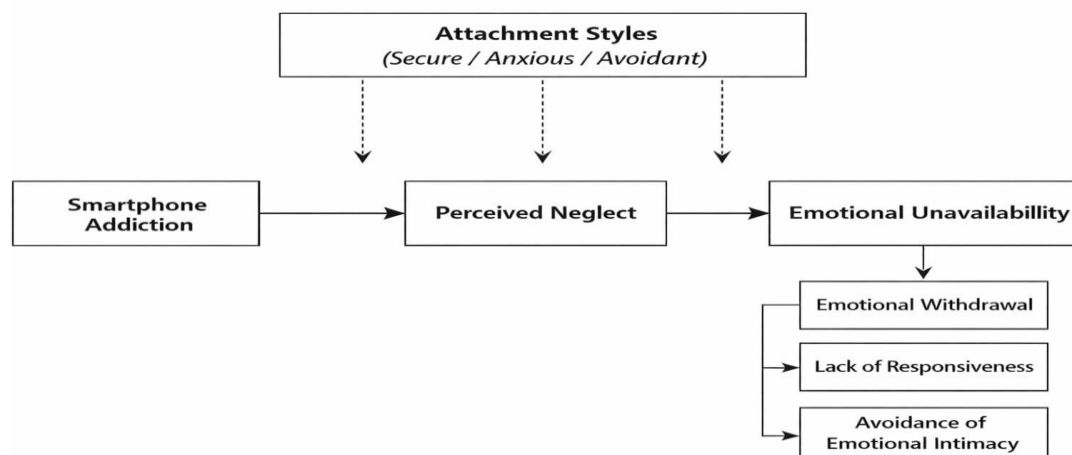 Attachment Styles
(Secure / Anxious / Avoidant)
Smartphone
Addiction
Perceived Neglect
Emotional Unavailabillity
Emotional Withdrawal
Lack of Responsiveness
Avoidance of
Emotional Intimacy